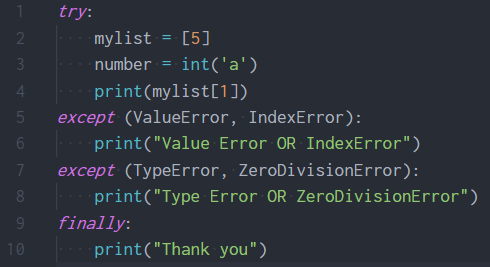 1 try:
2     mylist = [5]
3     number = int('a')
4     print(mylist[1])
5 except (ValueError, IndexError):
6     print("Value Error OR IndexError")
7 except (TypeError, ZeroDivisionError):
8     print("Type Error OR ZeroDivisionError")
9 finally:
10     print("Thank you")